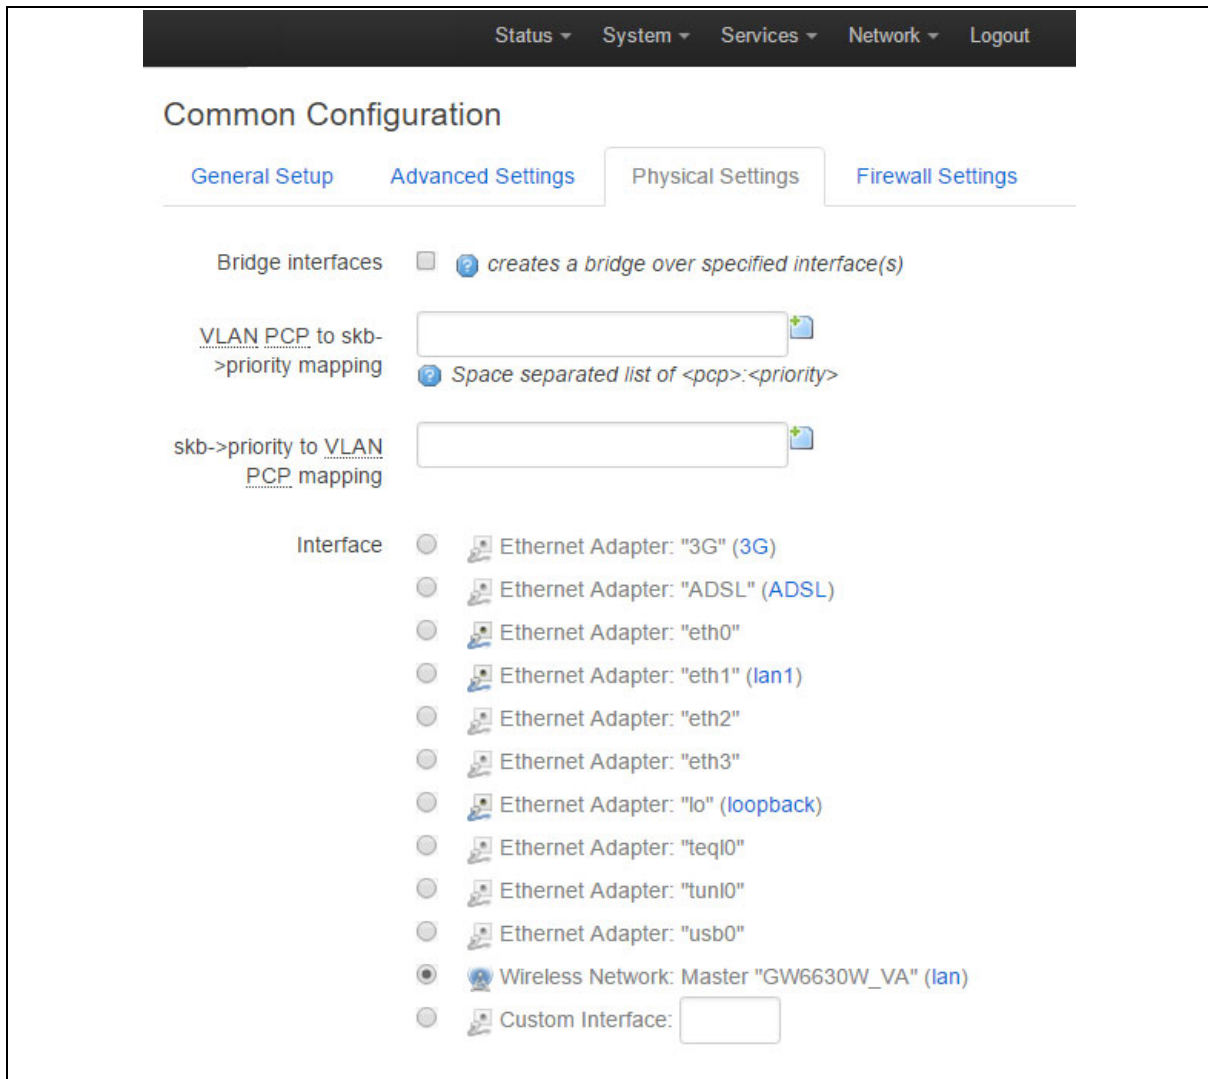 Status System Services Network Logout
Common Configuration
General Setup Advanced Settings Physical Settings Firewall Settings
Bridge interfaces creates a bridge over specified interface(s)
VLAN PCP to skb-
>priority mapping
Space separated list of <pcp>:<priority>
skb->priority to VLAN
PCP mapping
Interface Ethernet Adapter: "3G" (3G)
Ethernet Adapter: "ADSL" (ADSL)
Ethernet Adapter: "eth0"
Ethernet Adapter: "eth1" (lan1)
Ethernet Adapter: "eth2"
Ethernet Adapter: "eth3"
Ethernet Adapter: "lo" (loopback)
Ethernet Adapter: "teql0"
Ethernet Adapter: "tunl0"
Ethernet Adapter: "usb0"
Wireless Network: Master "GW6630W_VA" (lan)
Custom Interface: